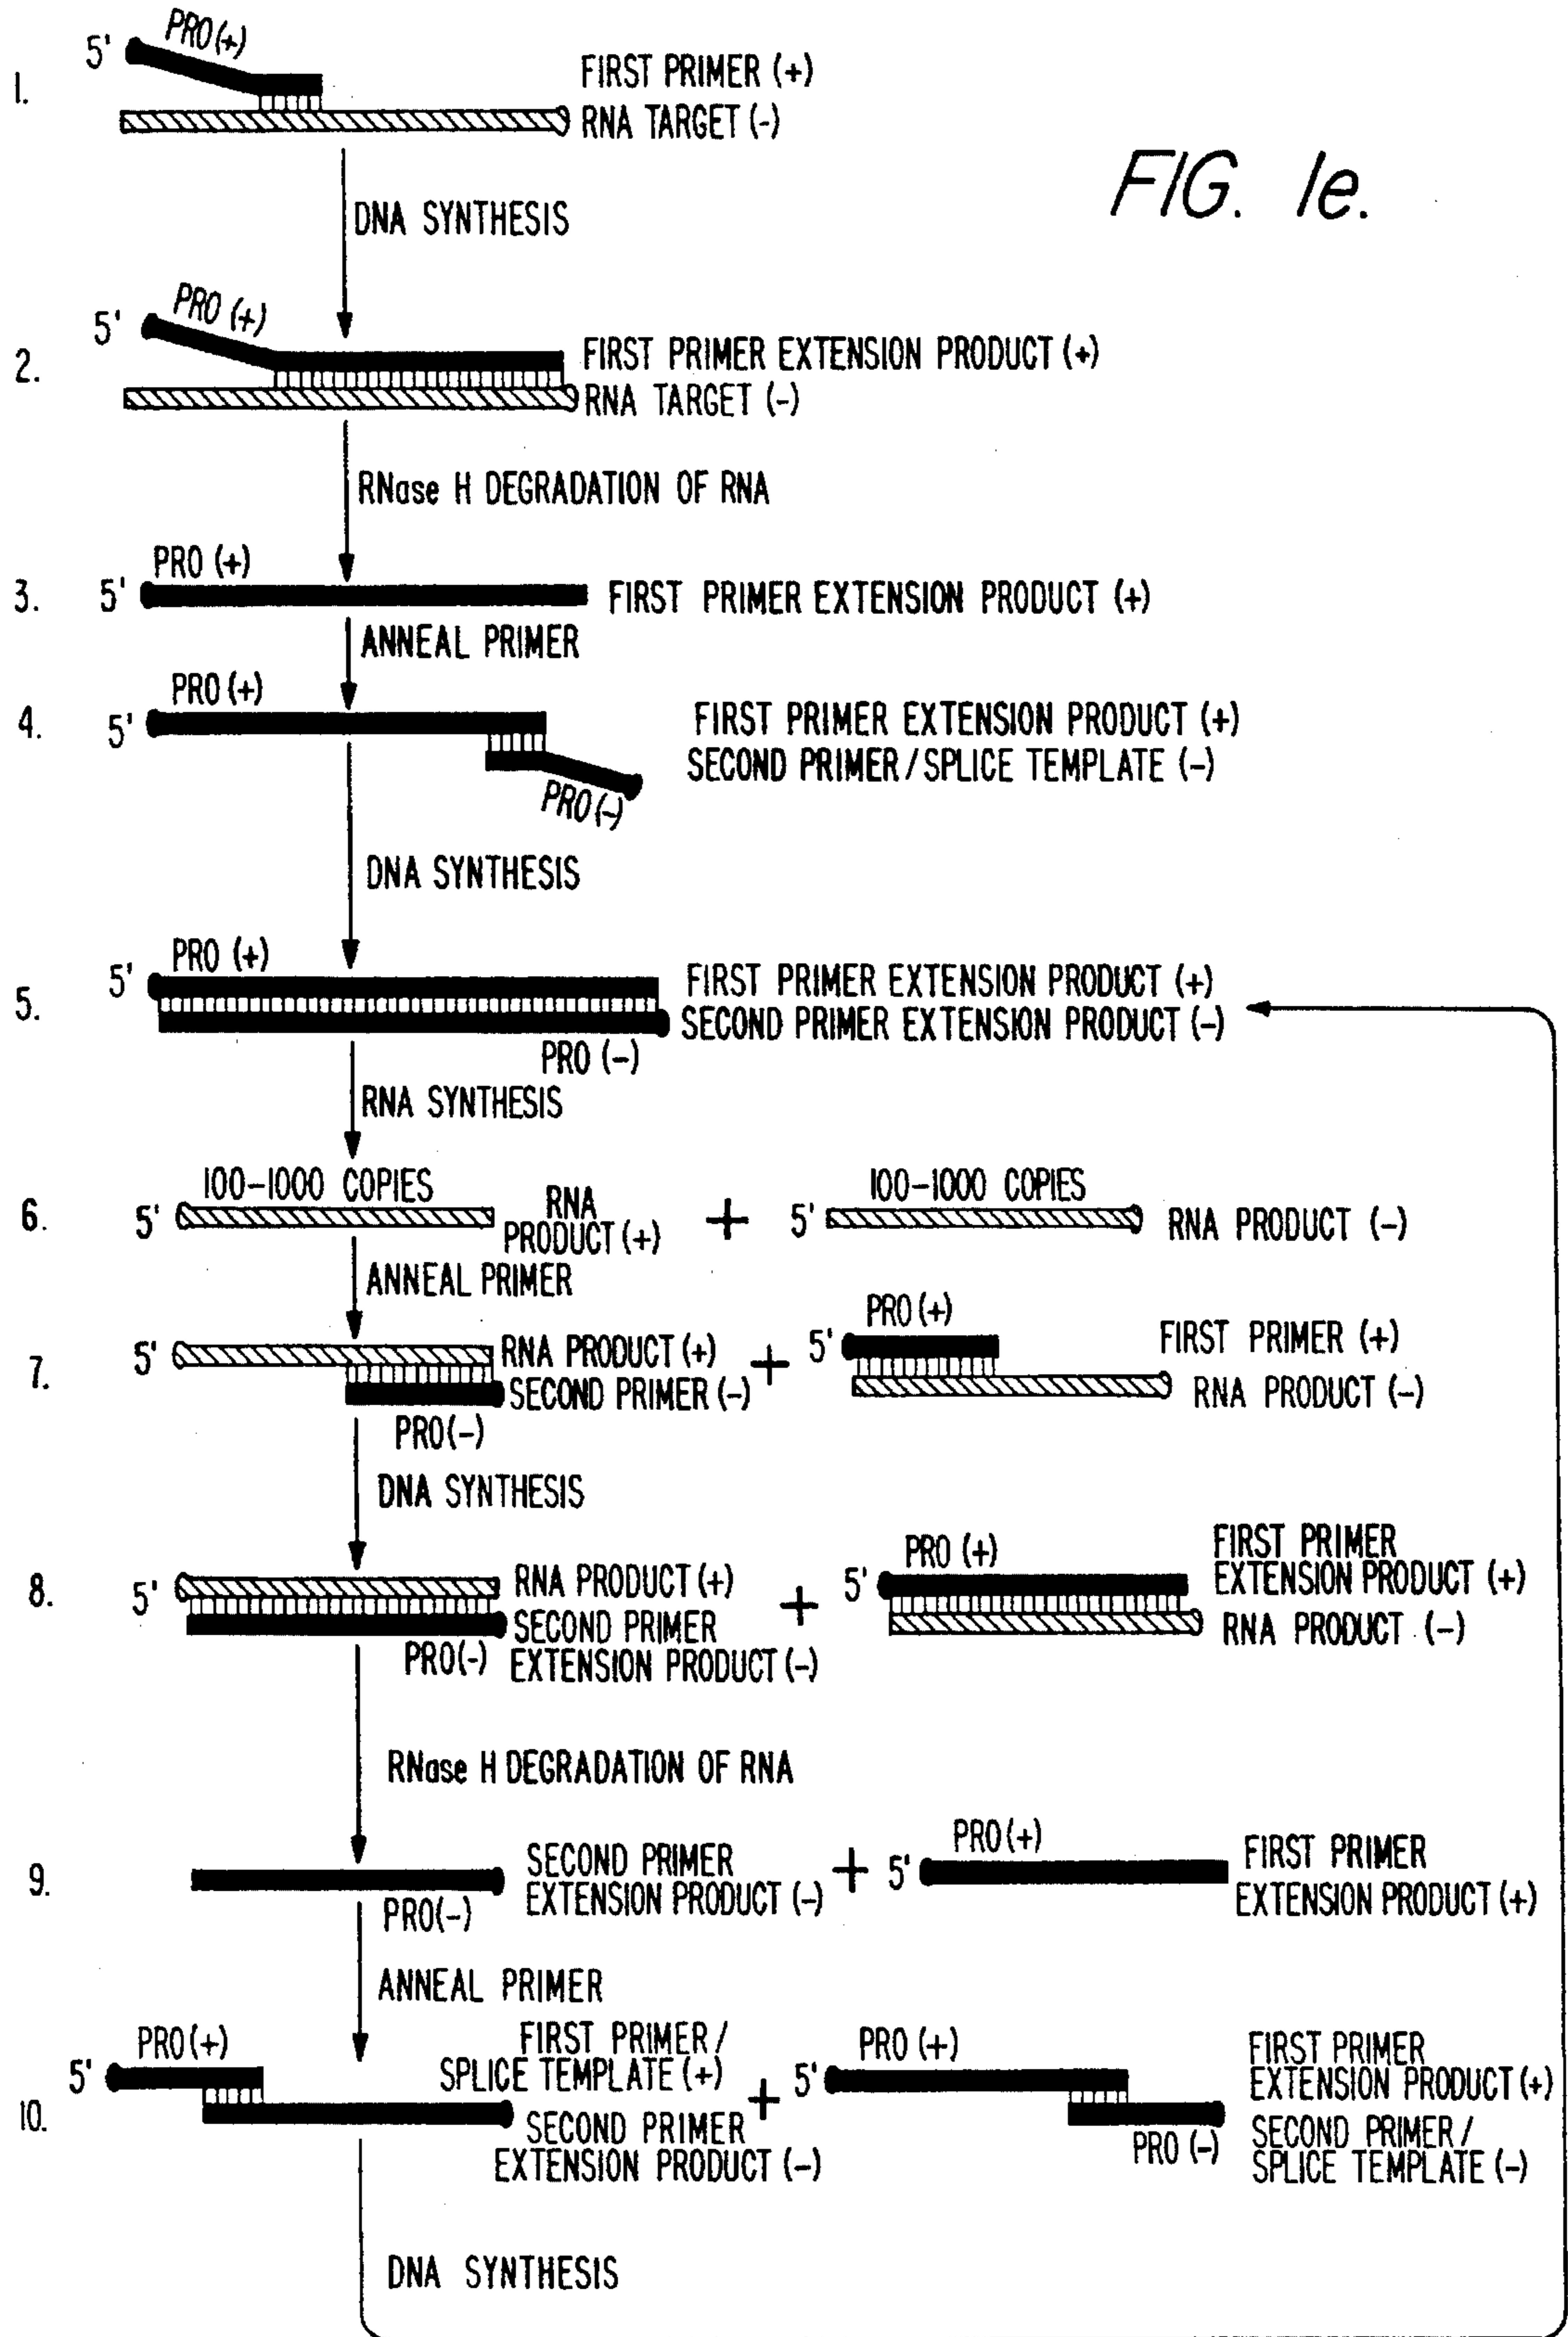 FIG. 1e.
1.
5'
PRO (+)
FIRST PRIMER (+)
RNA TARGET (-)
DNA SYNTHESIS
2.
5'
PRO (+)
FIRST PRIMER EXTENSION PRODUCT (+)
RNA TARGET (-)
RNase H DEGRADATION OF RNA
3.
5'
PRO (+)
FIRST PRIMER EXTENSION PRODUCT (+)
ANNEAL PRIMER
4.
5'
PRO (+)
FIRST PRIMER EXTENSION PRODUCT (+)
SECOND PRIMER/SPLICE TEMPLATE (-)
PRO (-)
DNA SYNTHESIS
5.
5'
PRO (+)
FIRST PRIMER EXTENSION PRODUCT (+)
SECOND PRIMER EXTENSION PRODUCT (-)
PRO (-)
RNA SYNTHESIS
6.
5'
100-1000 COPIES
RNA
PRODUCT (+)
+
5'
100-1000 COPIES
RNA PRODUCT (-)
ANNEAL PRIMER
7.
5'
RNA PRODUCT (+)
SECOND PRIMER (-)
PRO (-)
+
5'
PRO (+)
FIRST PRIMER (+)
RNA PRODUCT (-)
DNA SYNTHESIS
8.
5'
RNA PRODUCT (+)
SECOND PRIMER
EXTENSION PRODUCT (-)
PRO (-)
+
5'
PRO (+)
FIRST PRIMER
EXTENSION PRODUCT (+)
RNA PRODUCT (-)
RNase H DEGRADATION OF RNA
9.
SECOND PRIMER
EXTENSION PRODUCT (-)
PRO (-)
+
5'
PRO (+)
FIRST PRIMER
EXTENSION PRODUCT (+)
ANNEAL PRIMER
10.
5'
PRO (+)
FIRST PRIMER/
SPLICE TEMPLATE (+)
SECOND PRIMER
EXTENSION PRODUCT (-)
+
5'
PRO (+)
FIRST PRIMER
EXTENSION PRODUCT (+)
SECOND PRIMER/
SPLICE TEMPLATE (-)
PRO (-)
DNA SYNTHESIS